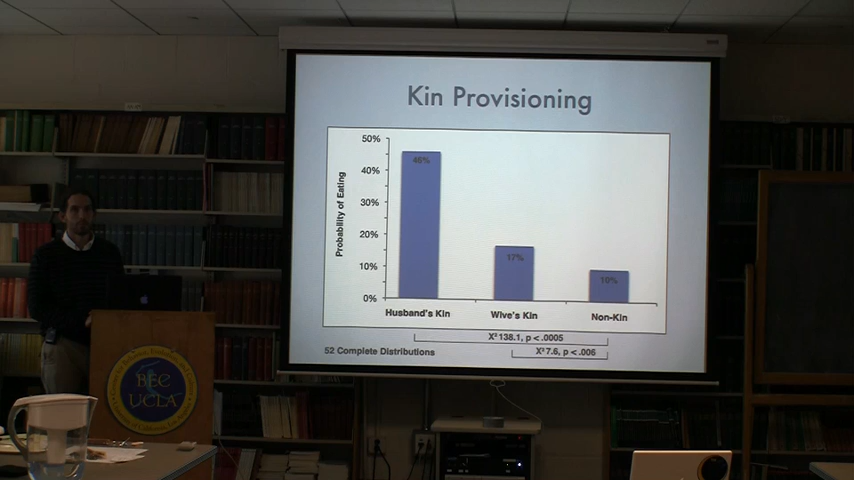 Kin Provisioning
Probability of Eating
50%
40%
30%
20%
10%
0%
46%
17%
10%
Husband's Kin
Wive's Kin
Non-Kin
X² 138.1, p < .0005
52 Complete Distributions
X² 7.6, p < .006
BEC
UCLA